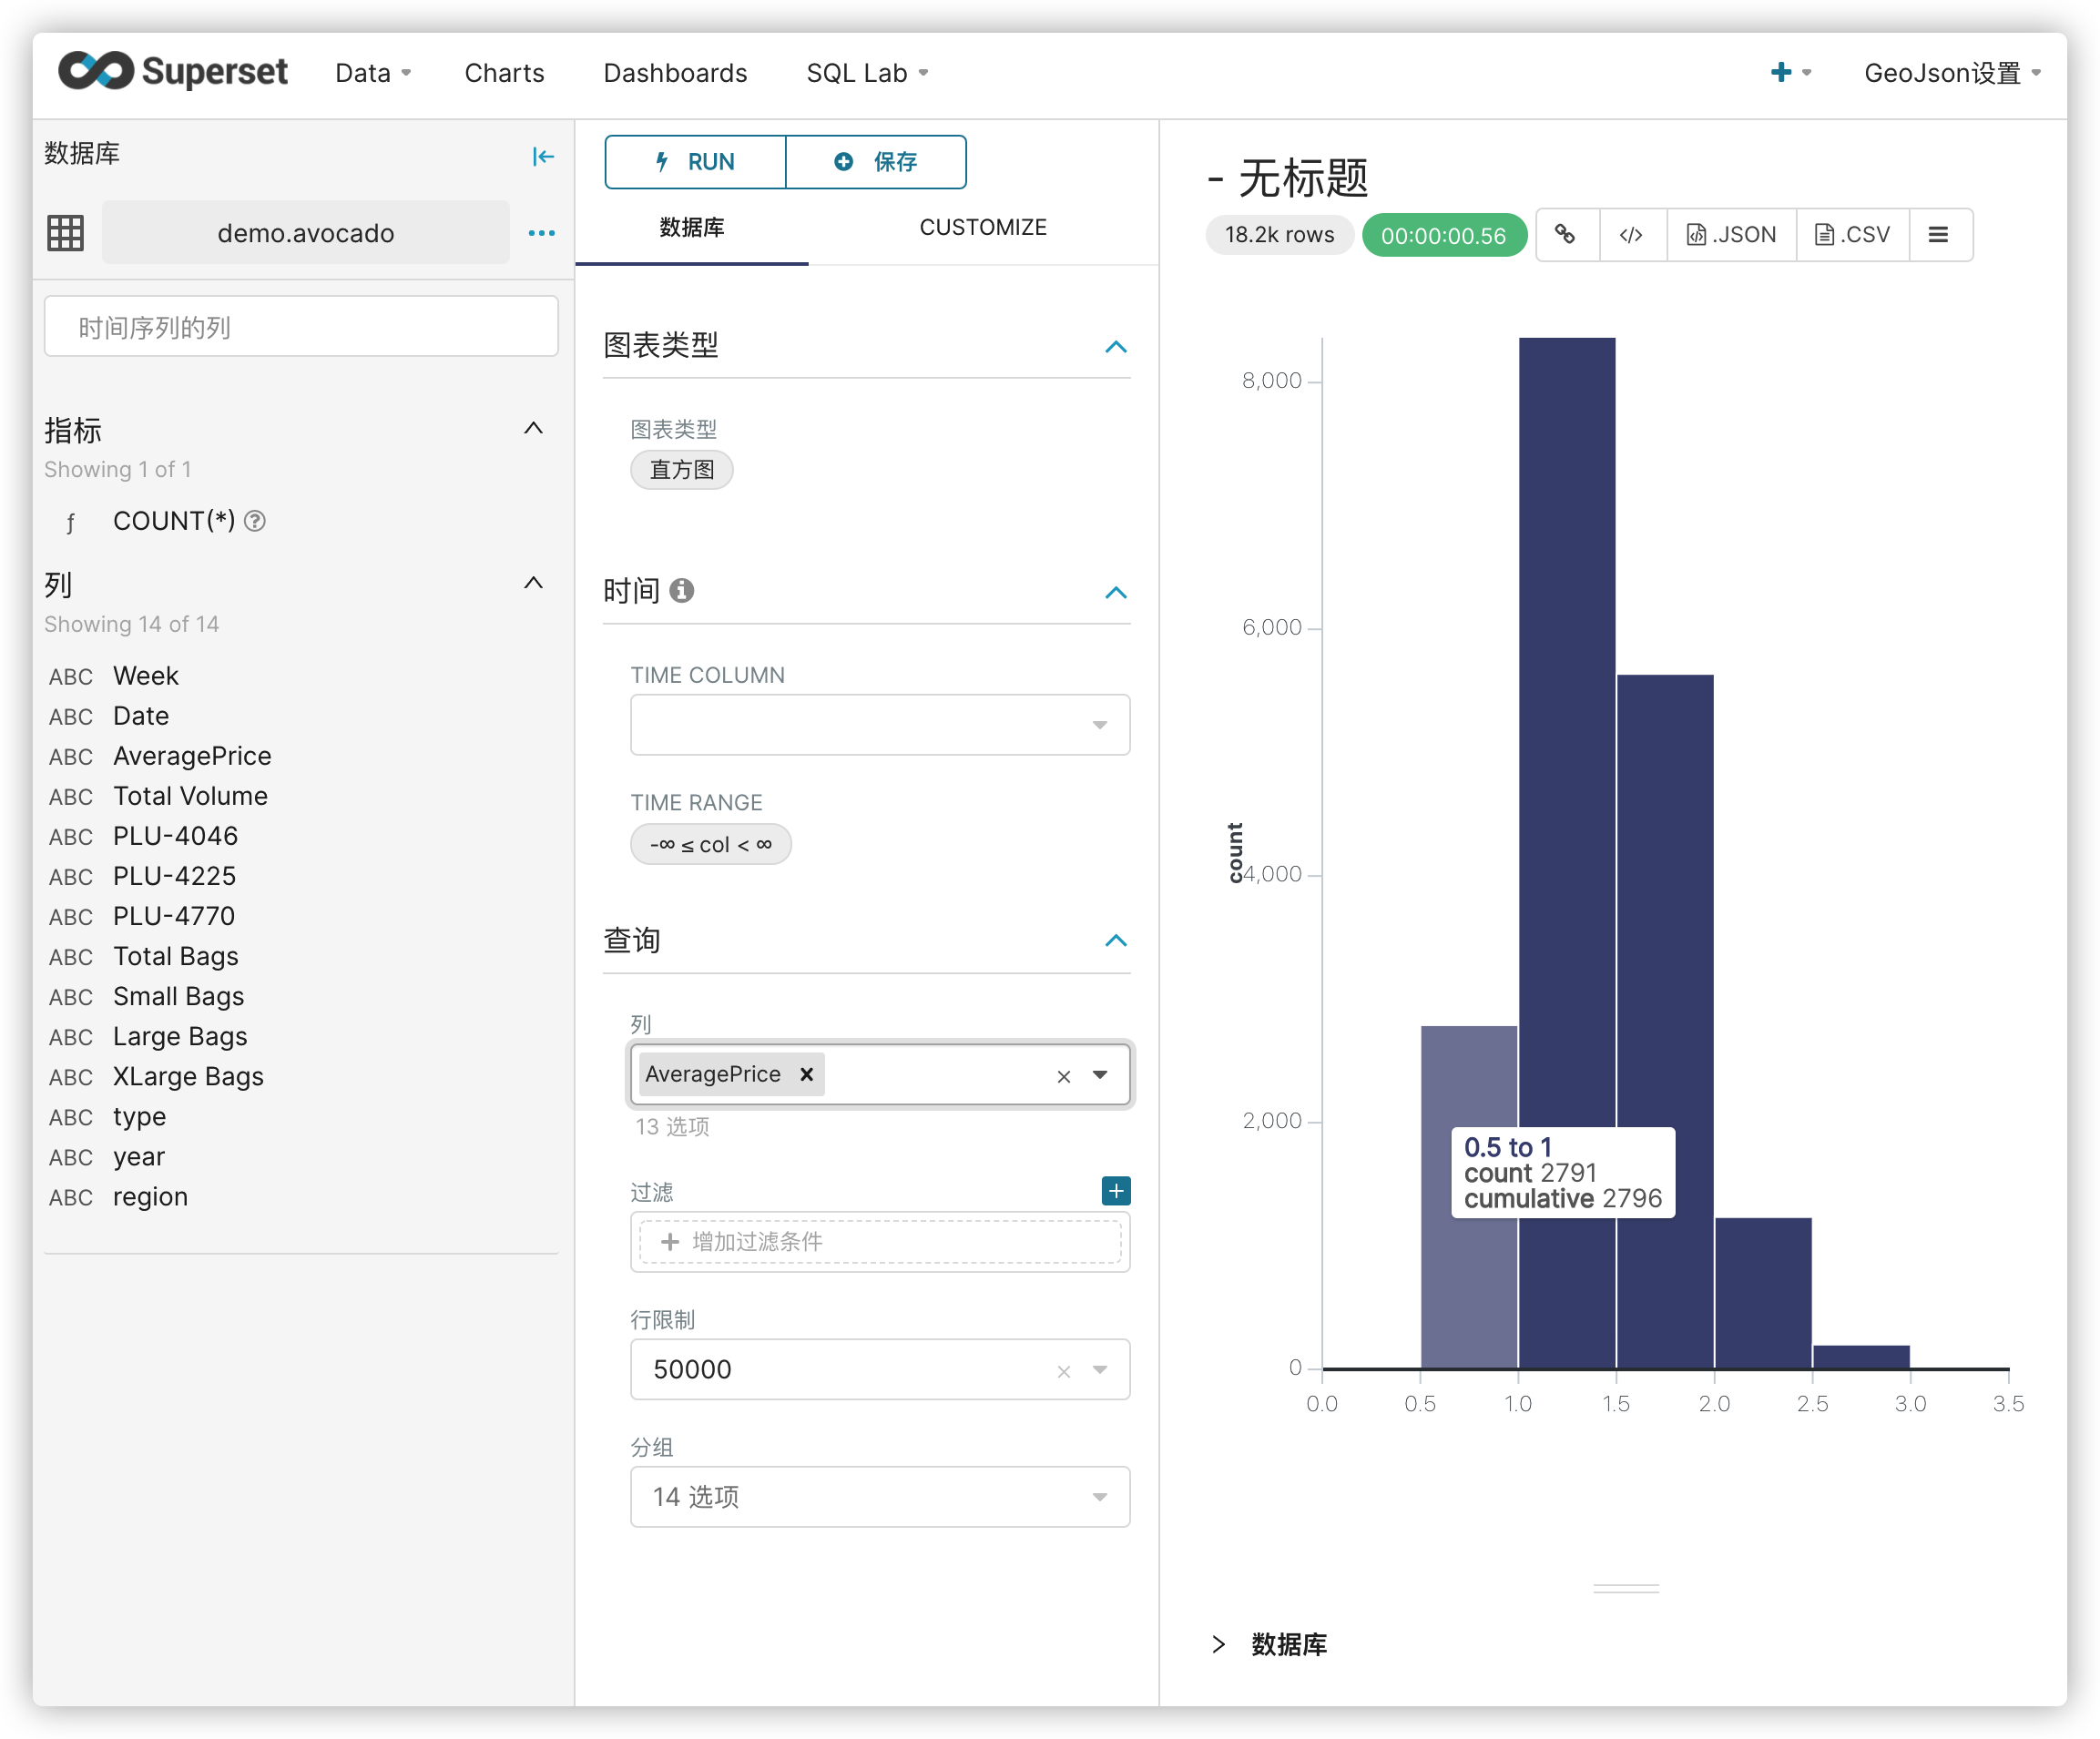 Superset
Data
Charts
Dashboards
SQL Lab
GeoJson设置
数据库
demo.avocado
时间序列的列
指标
Showing 1 of 1
ƒ COUNT(*) ?
列
Showing 14 of 14
ABC Week
ABC Date
ABC AveragePrice
ABC Total Volume
ABC PLU-4046
ABC PLU-4225
ABC PLU-4770
ABC Total Bags
ABC Small Bags
ABC Large Bags
ABC XLarge Bags
ABC type
ABC year
ABC region
RUN
保存
数据库
CUSTOMIZE
图表类型
图表类型
直方图
时间
TIME COLUMN
TIME RANGE
-∞ ≤ col < ∞
查询
列
AveragePrice
13 选项
过滤
增加过滤条件
行限制
50000
分组
14 选项
- 无标题
18.2k rows
00:00:00.56
</>
.JSON
.CSV
8,000
6,000
4,000
2,000
0
count
0.5 to 1
count 2791
cumulative 2796
0.0
0.5
1.0
1.5
2.0
2.5
3.0
3.5
数据库